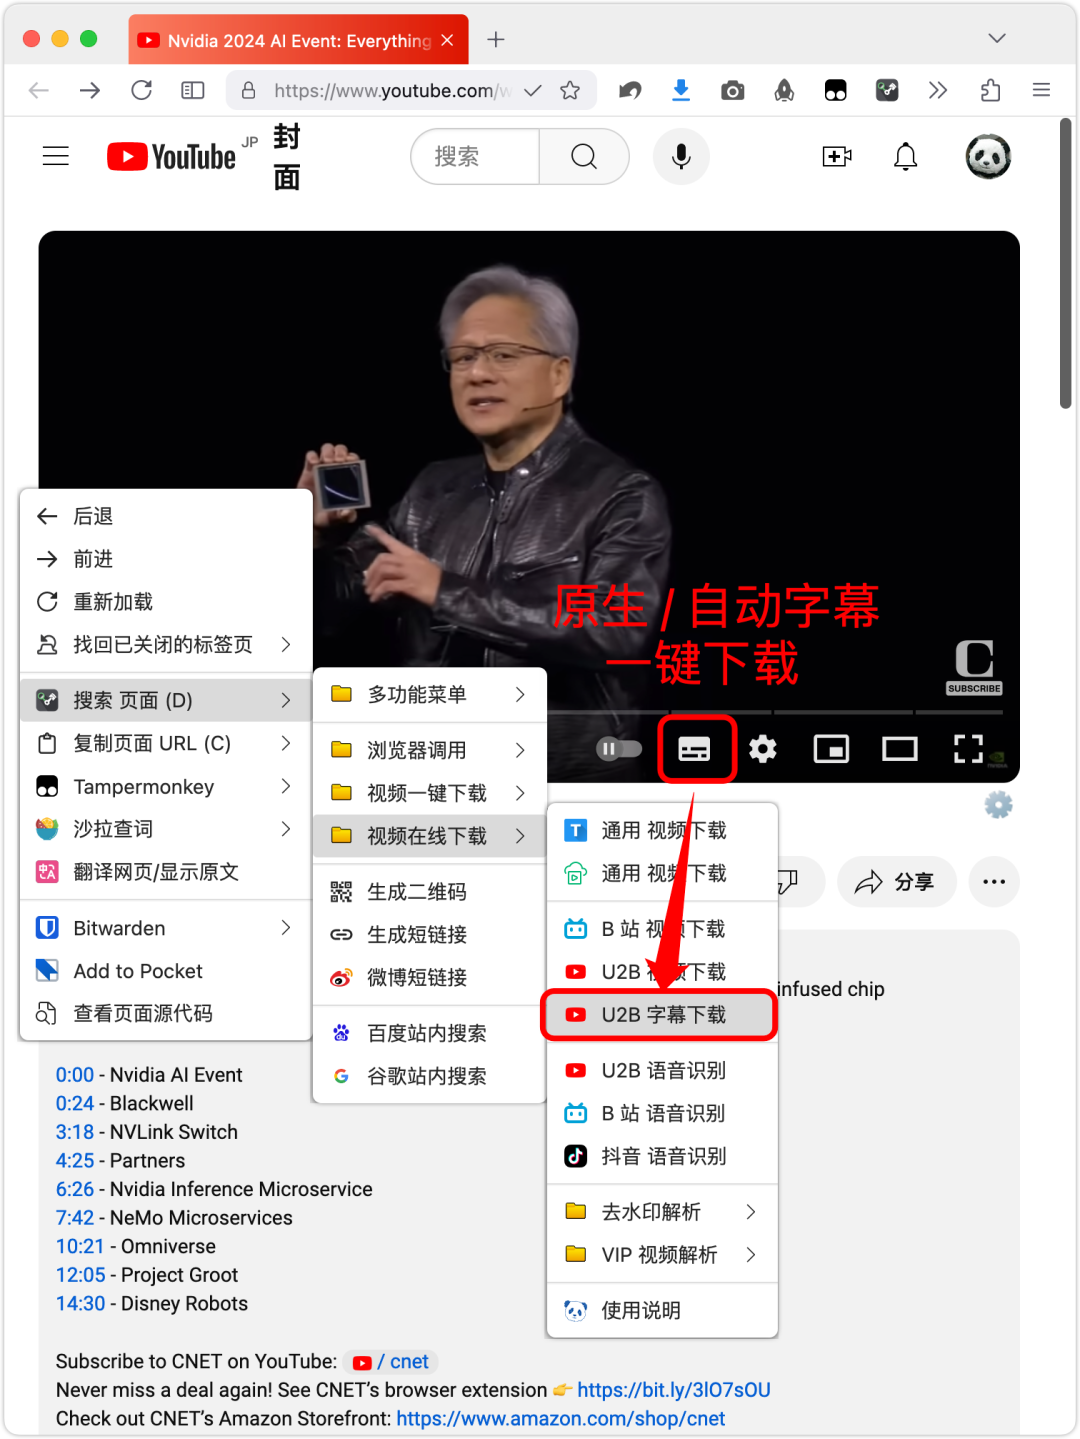 Nvidia 2024 AI Event: Everything
https://www.youtube.com/w
YouTube JP
封面
搜索
原生 / 自动字幕
一键下载
C
SUBSCRIBE
后退
前进
重新加载
找回已关闭的标签页
搜索 页面 (D)
复制页面 URL (C)
Tampermonkey
沙拉查词
翻译网页/显示原文
Bitwarden
Add to Pocket
查看页面源代码
多功能菜单
浏览器调用
视频一键下载
视频在线下载
生成二维码
生成短链接
微博短链接
百度站内搜索
谷歌站内搜索
通用 视频下载
通用 视频下载
B 站 视频下载
U2B 视频下载
U2B 字幕下载
U2B 语音识别
B 站 语音识别
抖音 语音识别
去水印解析
VIP 视频解析
使用说明
分享
infused chip
0:00 - Nvidia AI Event
0:24 - Blackwell
3:18 - NVLink Switch
4:25 - Partners
6:26 - Nvidia Inference Microservice
7:42 - NeMo Microservices
10:21 - Omniverse
12:05 - Project Groot
14:30 - Disney Robots
Subscribe to CNET on YouTube: / cnet
Never miss a deal again! See CNET’s browser extension 👉 https://bit.ly/3lO7sOU
Check out CNET’s Amazon Storefront: https://www.amazon.com/shop/cnet